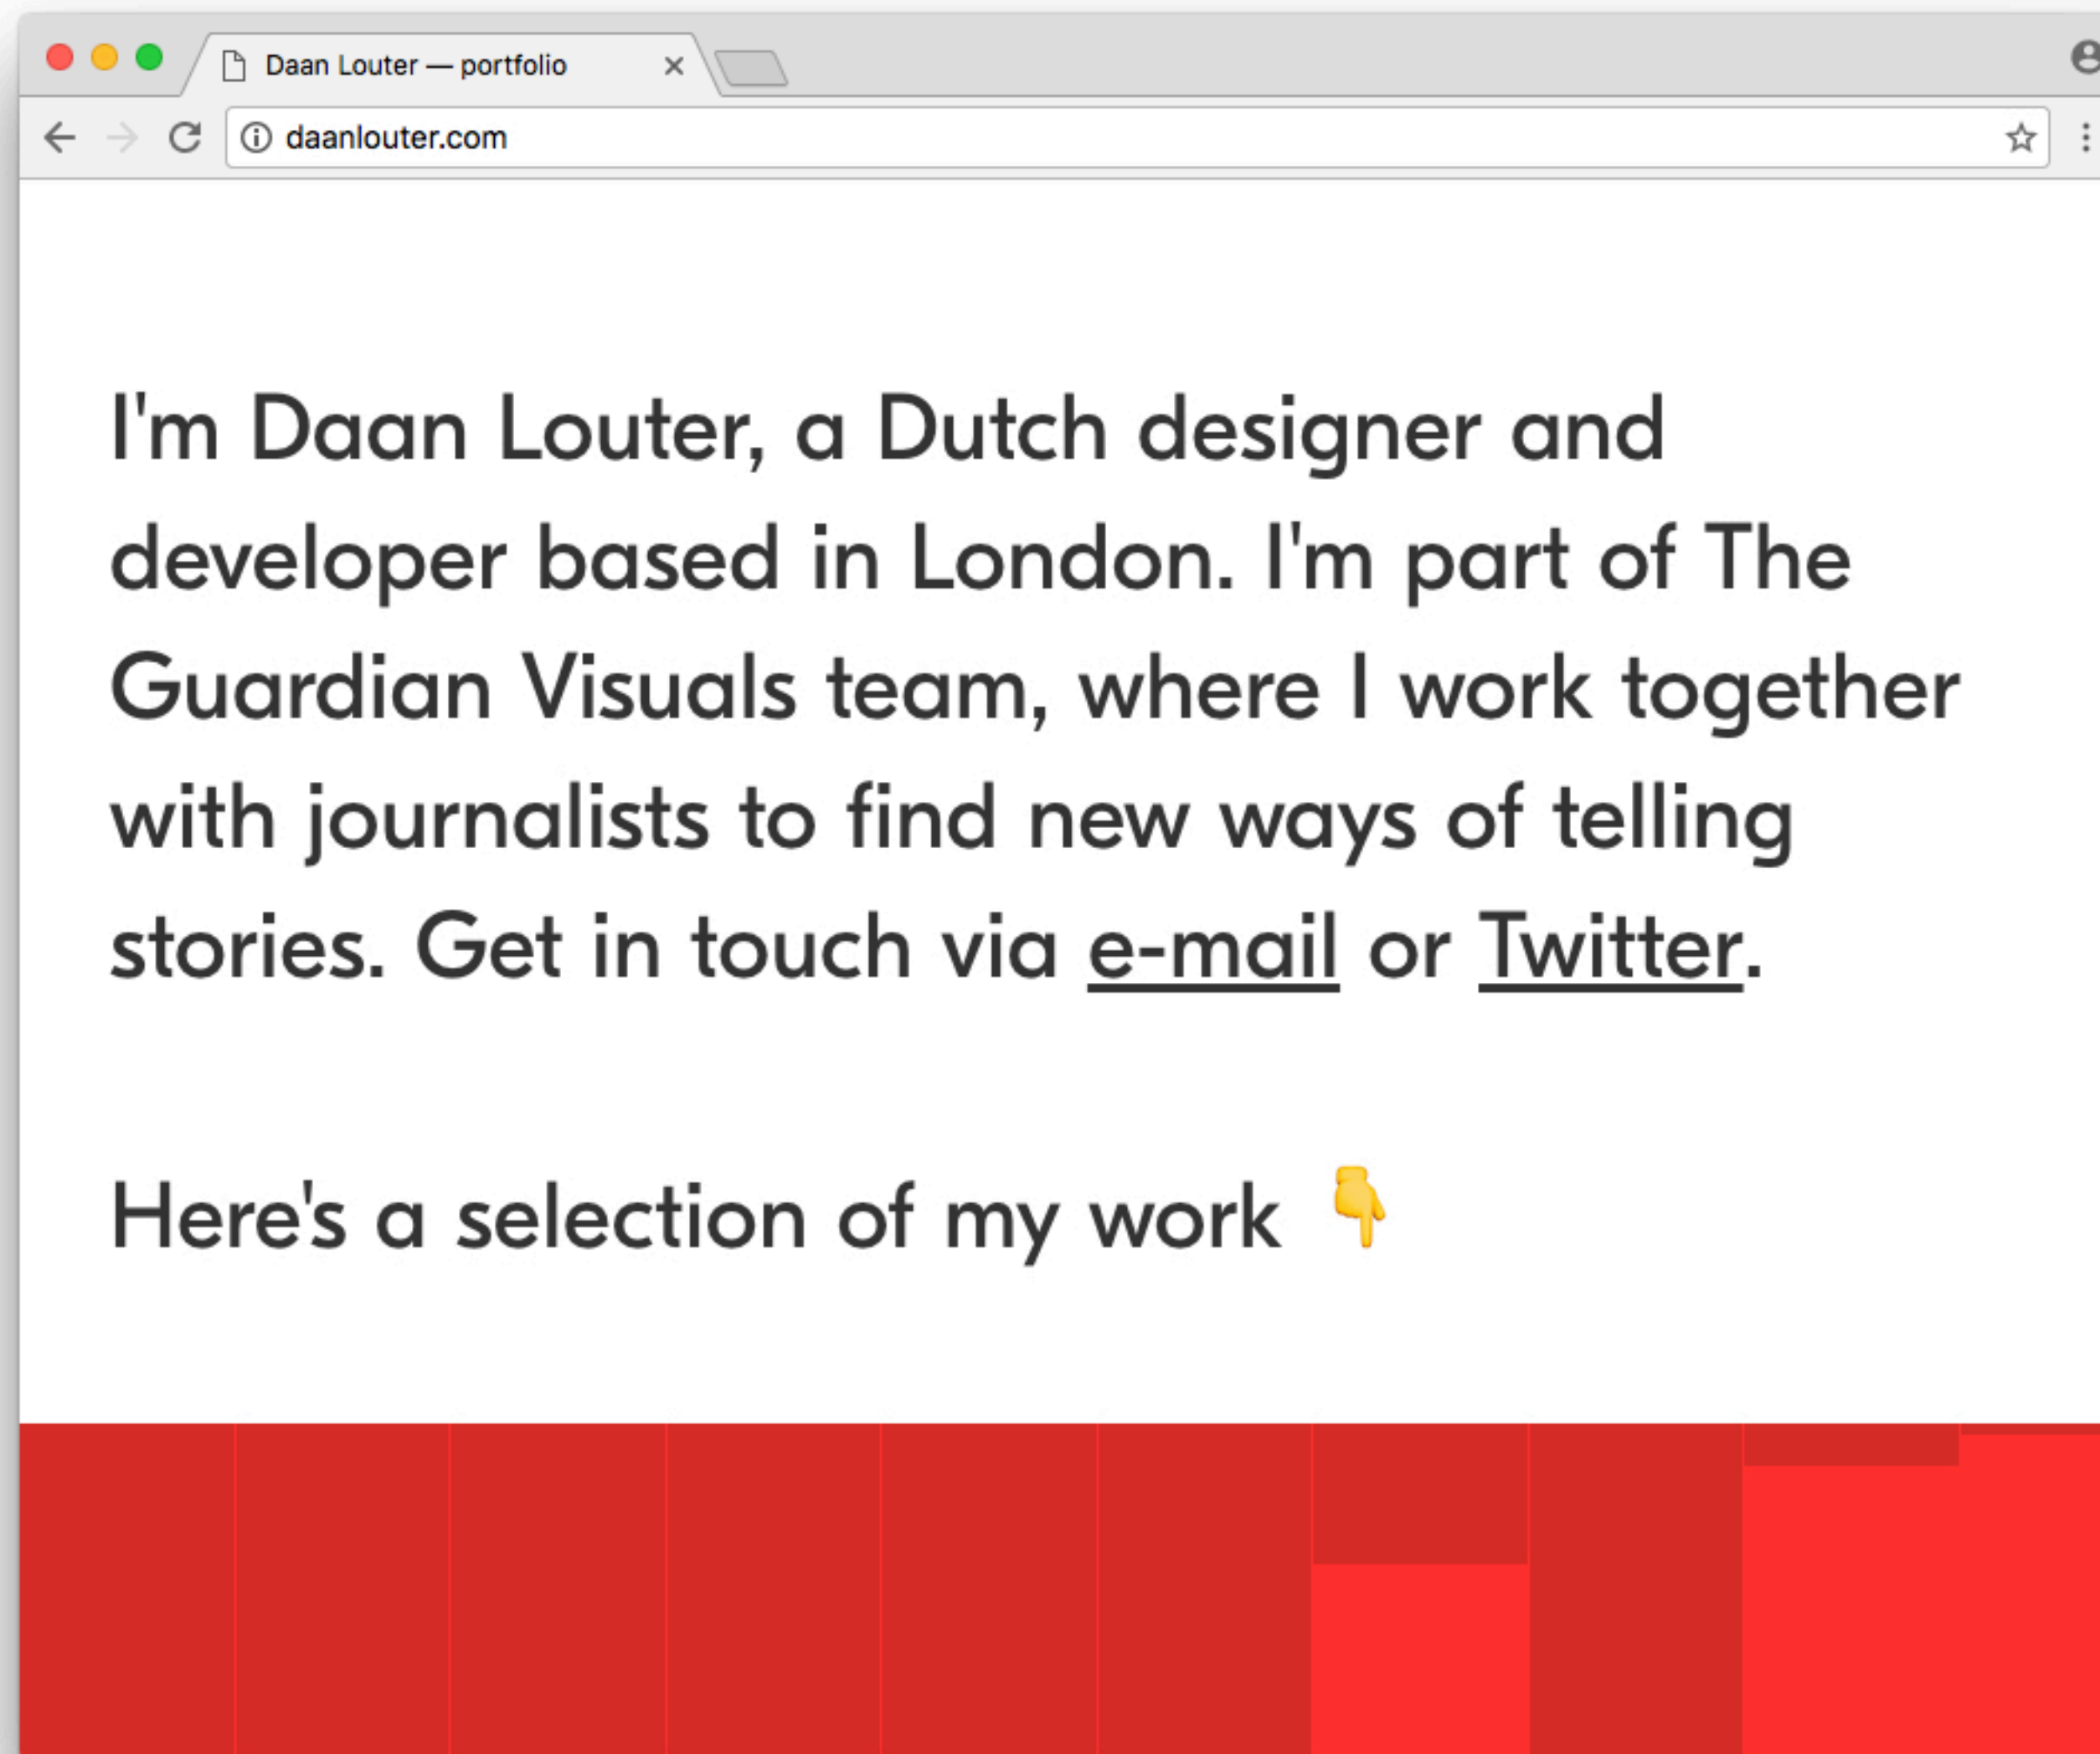 Daan Louter — portfolio
daanlouter.com
I'm Daan Louter, a Dutch designer and
developer based in London. I'm part of The
Guardian Visuals team, where I work together
with journalists to find new ways of telling
stories. Get in touch via e-mail or Twitter.
Here's a selection of my work 👇